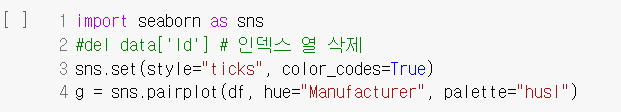 [ ] 1 import seaborn as sns
2 #del data['Id'] # 인덱스 열 삭제
3 sns.set(style="ticks", color_codes=True)
4 g = sns.pairplot(df, hue="Manufacturer", palette="husl")